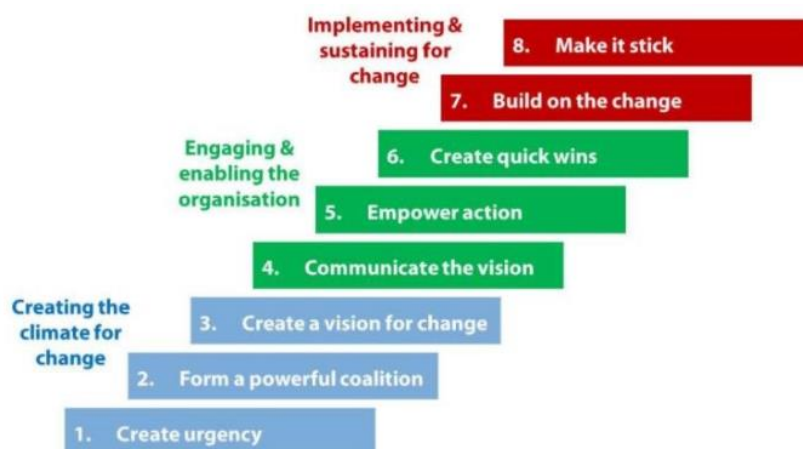 Implementing &
sustaining for
change
8. Make it stick
7. Build on the change
Engaging &
enabling the
organisation
6. Create quick wins
5. Empower action
4. Communicate the vision
Creating the
climate for
change
3. Create a vision for change
2. Form a powerful coalition
1. Create urgency